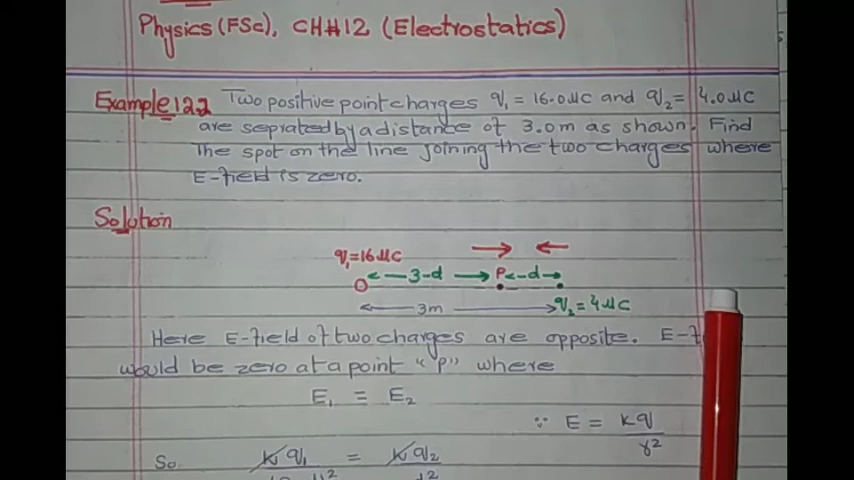 Physics (FSc), CH#12 (Electrostatics)
Example 12.2 Two positive point charges q₁ = 16.0μC and q₂ = 4.0μC
are seprated by a distance of 3.0m as shown. Find
the spot on the line joining the two charges where
E-field is zero.
Solution
q₁=16μC
3-d P d
3m q₂=4μC
Here E-field of two charges are opposite. E-
would be zero at a point "P" where
E₁ = E₂
∵ E = kq/r²
So kq₁ = kq₂